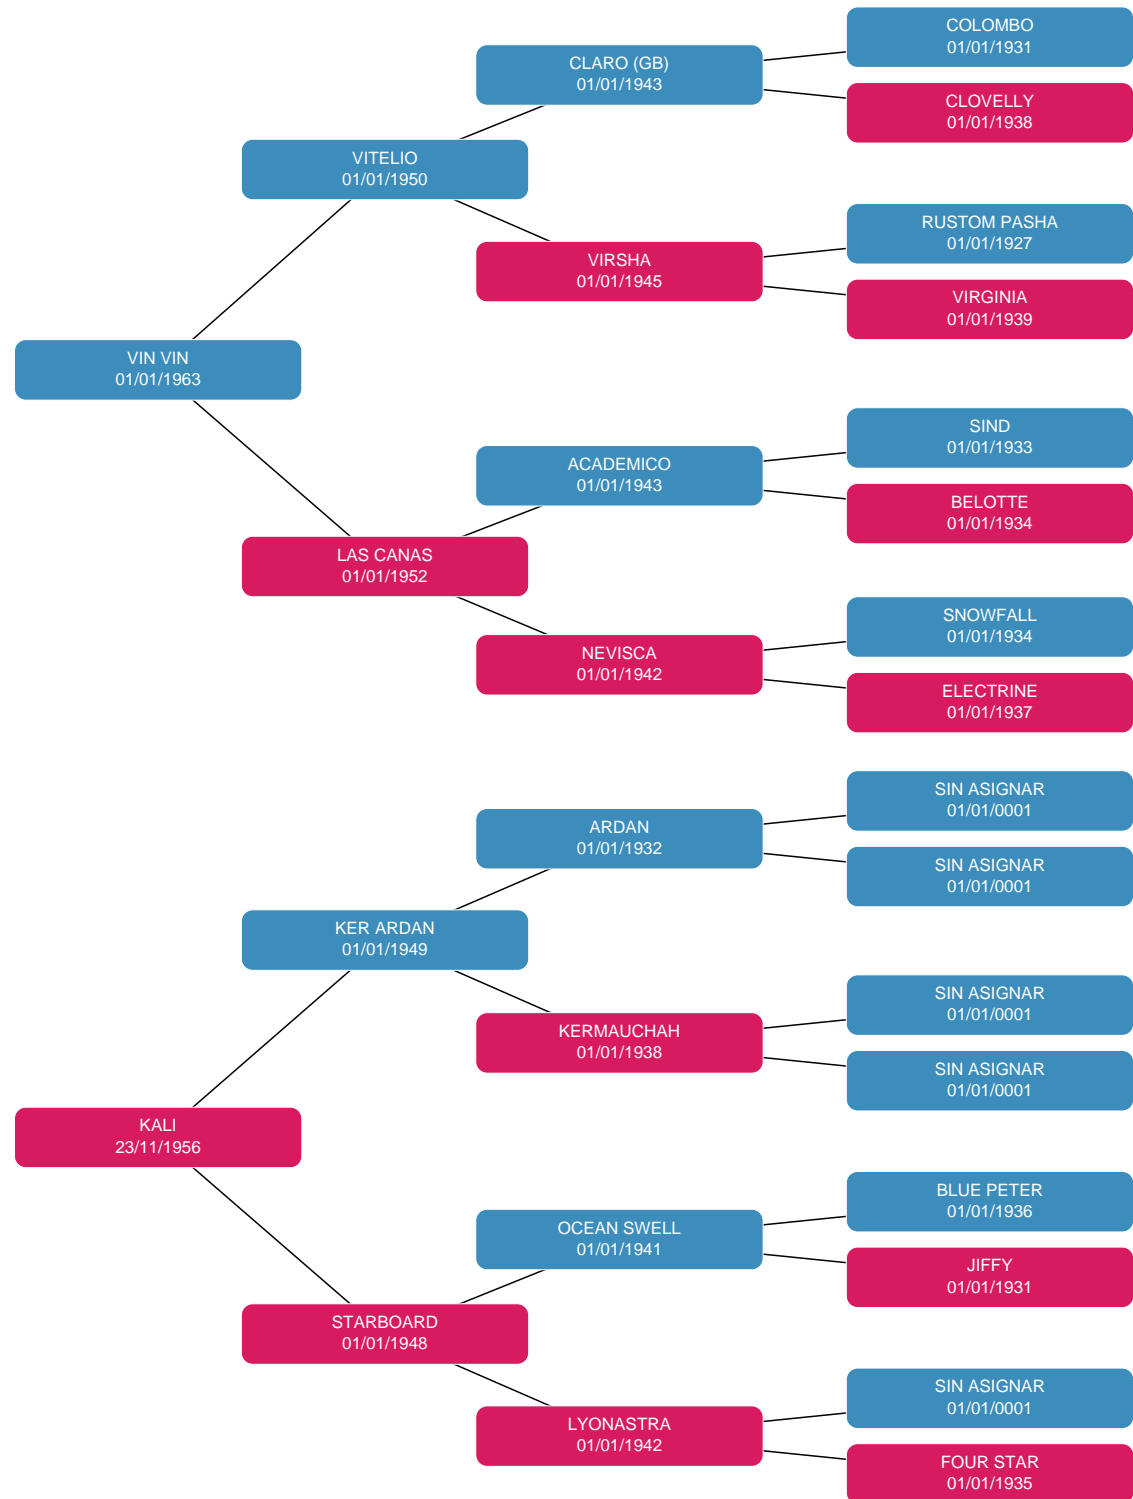 COLOMBO
01/01/1931
CLARO (GB)
01/01/1943
CLOVELLY
01/01/1938
VITELIO
01/01/1950
RUSTOM PASHA
01/01/1927
VIRSHA
01/01/1945
VIRGINIA
01/01/1939
VIN VIN
01/01/1963
SIND
01/01/1933
ACADEMICO
01/01/1943
BELOTTE
01/01/1934
LAS CANAS
01/01/1952
SNOWFALL
01/01/1934
NEVISCA
01/01/1942
ELECTRINE
01/01/1937
SIN ASIGNAR
01/01/0001
ARDAN
01/01/1932
SIN ASIGNAR
01/01/0001
KER ARDAN
01/01/1949
SIN ASIGNAR
01/01/0001
KERMAUCHAH
01/01/1938
SIN ASIGNAR
01/01/0001
KALI
23/11/1956
BLUE PETER
01/01/1936
OCEAN SWELL
01/01/1941
JIFFY
01/01/1931
STARBOARD
01/01/1948
SIN ASIGNAR
01/01/0001
LYONASTRA
01/01/1942
FOUR STAR
01/01/1935